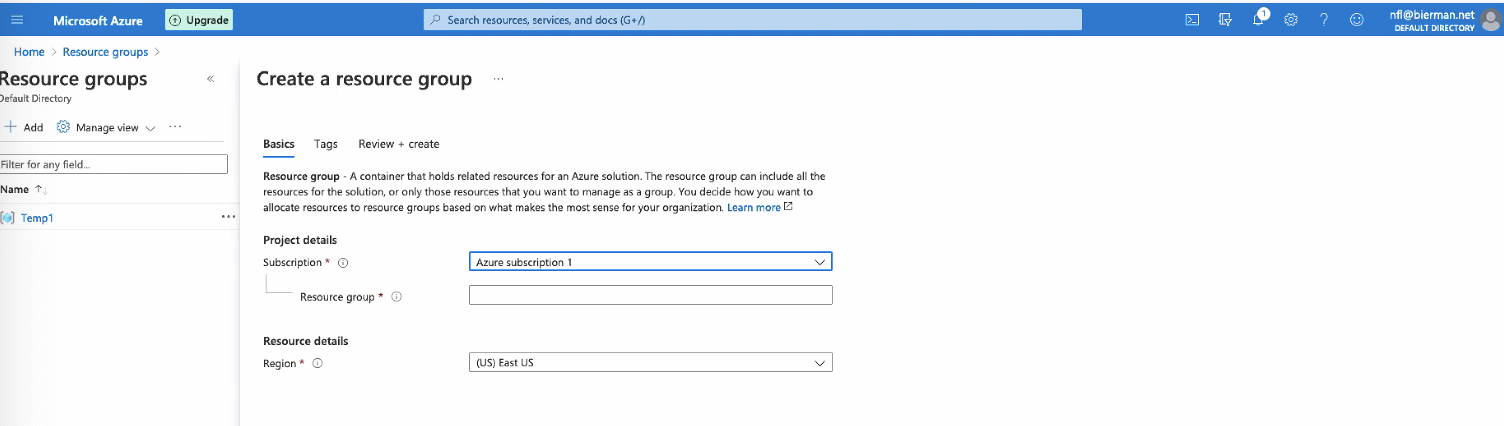 Microsoft Azure
Upgrade
Search resources, services, and docs (G+/)
1
nfl@bierman.net
DEFAULT DIRECTORY
Home > Resource groups >
Resource groups
«
Default Directory
+ Add
Manage view
...
Filter for any field...
Name ↑↓
Temp1
...
Create a resource group
...
Basics
Tags
Review + create
Resource group - A container that holds related resources for an Azure solution. The resource group can include all the
resources for the solution, or only those resources that you want to manage as a group. You decide how you want to
allocate resources to resource groups based on what makes the most sense for your organization. Learn more
Project details
Subscription *
Azure subscription 1
Resource group *
Resource details
Region *
(US) East US